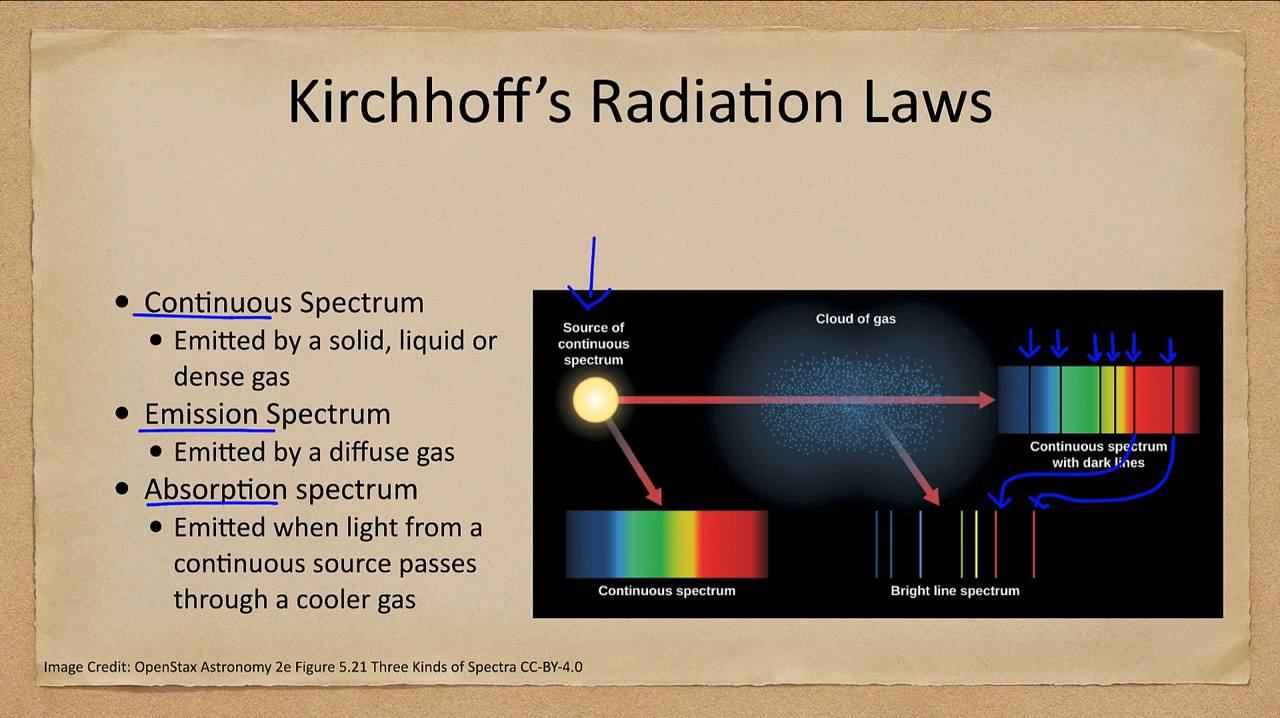 Kirchhoff’s Radiation Laws
• Continuous Spectrum
• Emitted by a solid, liquid or
dense gas
• Emission Spectrum
• Emitted by a diffuse gas
• Absorption spectrum
• Emitted when light from a
continuous source passes
through a cooler gas
Source of
continuous
spectrum
Cloud of gas
Continuous spectrum
with dark lines
Continuous spectrum
Bright line spectrum
Image Credit: OpenStax Astronomy 2e Figure 5.21 Three Kinds of Spectra CC-BY-4.0